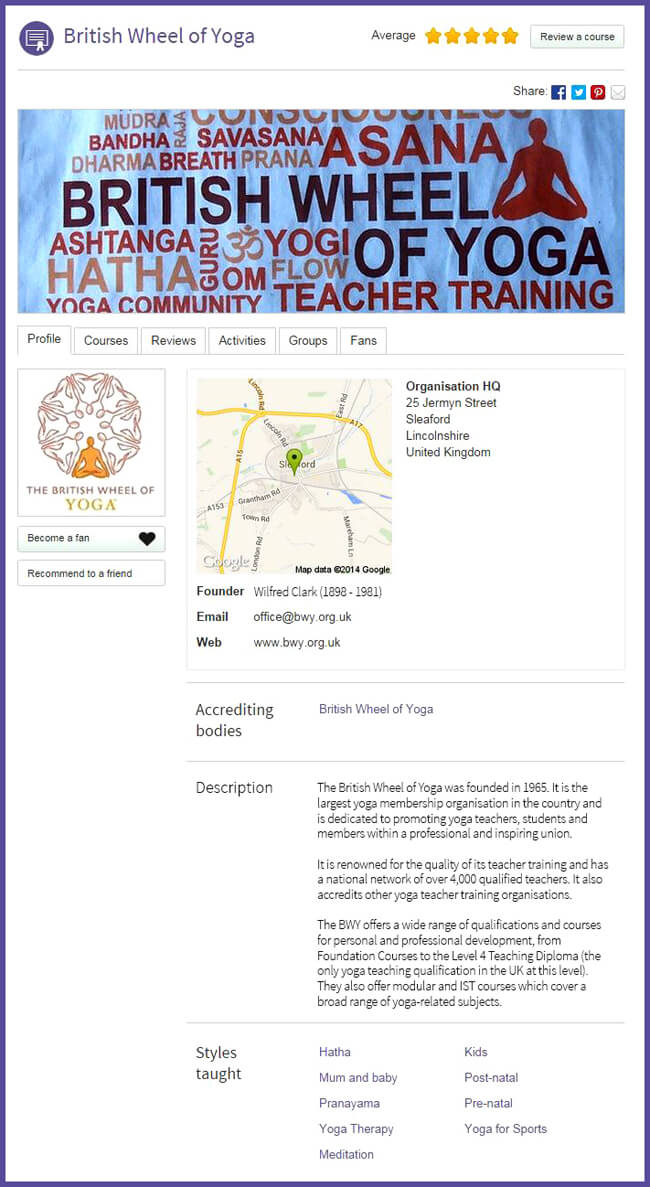 British Wheel of Yoga
Average
Review a course
Share:
CONSCIOUSNESS
MUDRA
RAJA
BANDHA
SAVASANA
ASANA
DHARMA BREATH PRANA
BRITISH WHEEL
ASHTANGA
GURU
ॐ
YOGI
OF YOGA
HATHA
OM
FLOW
YOGA COMMUNITY
TEACHER TRAINING
Profile
Courses
Reviews
Activities
Groups
Fans
THE BRITISH WHEEL OF
YOGA
Become a fan
Recommend to a friend
Lincoln Rd
East Rd
A17
Lincoln Rd
A15
Sleaford
Grantham Rd
A153
Town Rd
London Rd
Mareham Ln
Google
Map data ©2014 Google
Organisation HQ
25 Jermyn Street
Sleaford
Lincolnshire
United Kingdom
Founder Wilfred Clark (1898 - 1981)
Email office@bwy.org.uk
Web www.bwy.org.uk
Accrediting
bodies
British Wheel of Yoga
Description
The British Wheel of Yoga was founded in 1965. It is the
largest yoga membership organisation in the country and
is dedicated to promoting yoga teachers, students and
members within a professional and inspiring union.
It is renowned for the quality of its teacher training and has
a national network of over 4,000 qualified teachers. It also
accredits other yoga teacher training organisations.
The BWY offers a wide range of qualifications and courses
for personal and professional development, from
Foundation Courses to the Level 4 Teaching Diploma (the
only yoga teaching qualification in the UK at this level).
They also offer modular and IST courses which cover a
broad range of yoga-related subjects.
Styles
taught
Hatha
Kids
Mum and baby
Post-natal
Pranayama
Pre-natal
Yoga Therapy
Yoga for Sports
Meditation